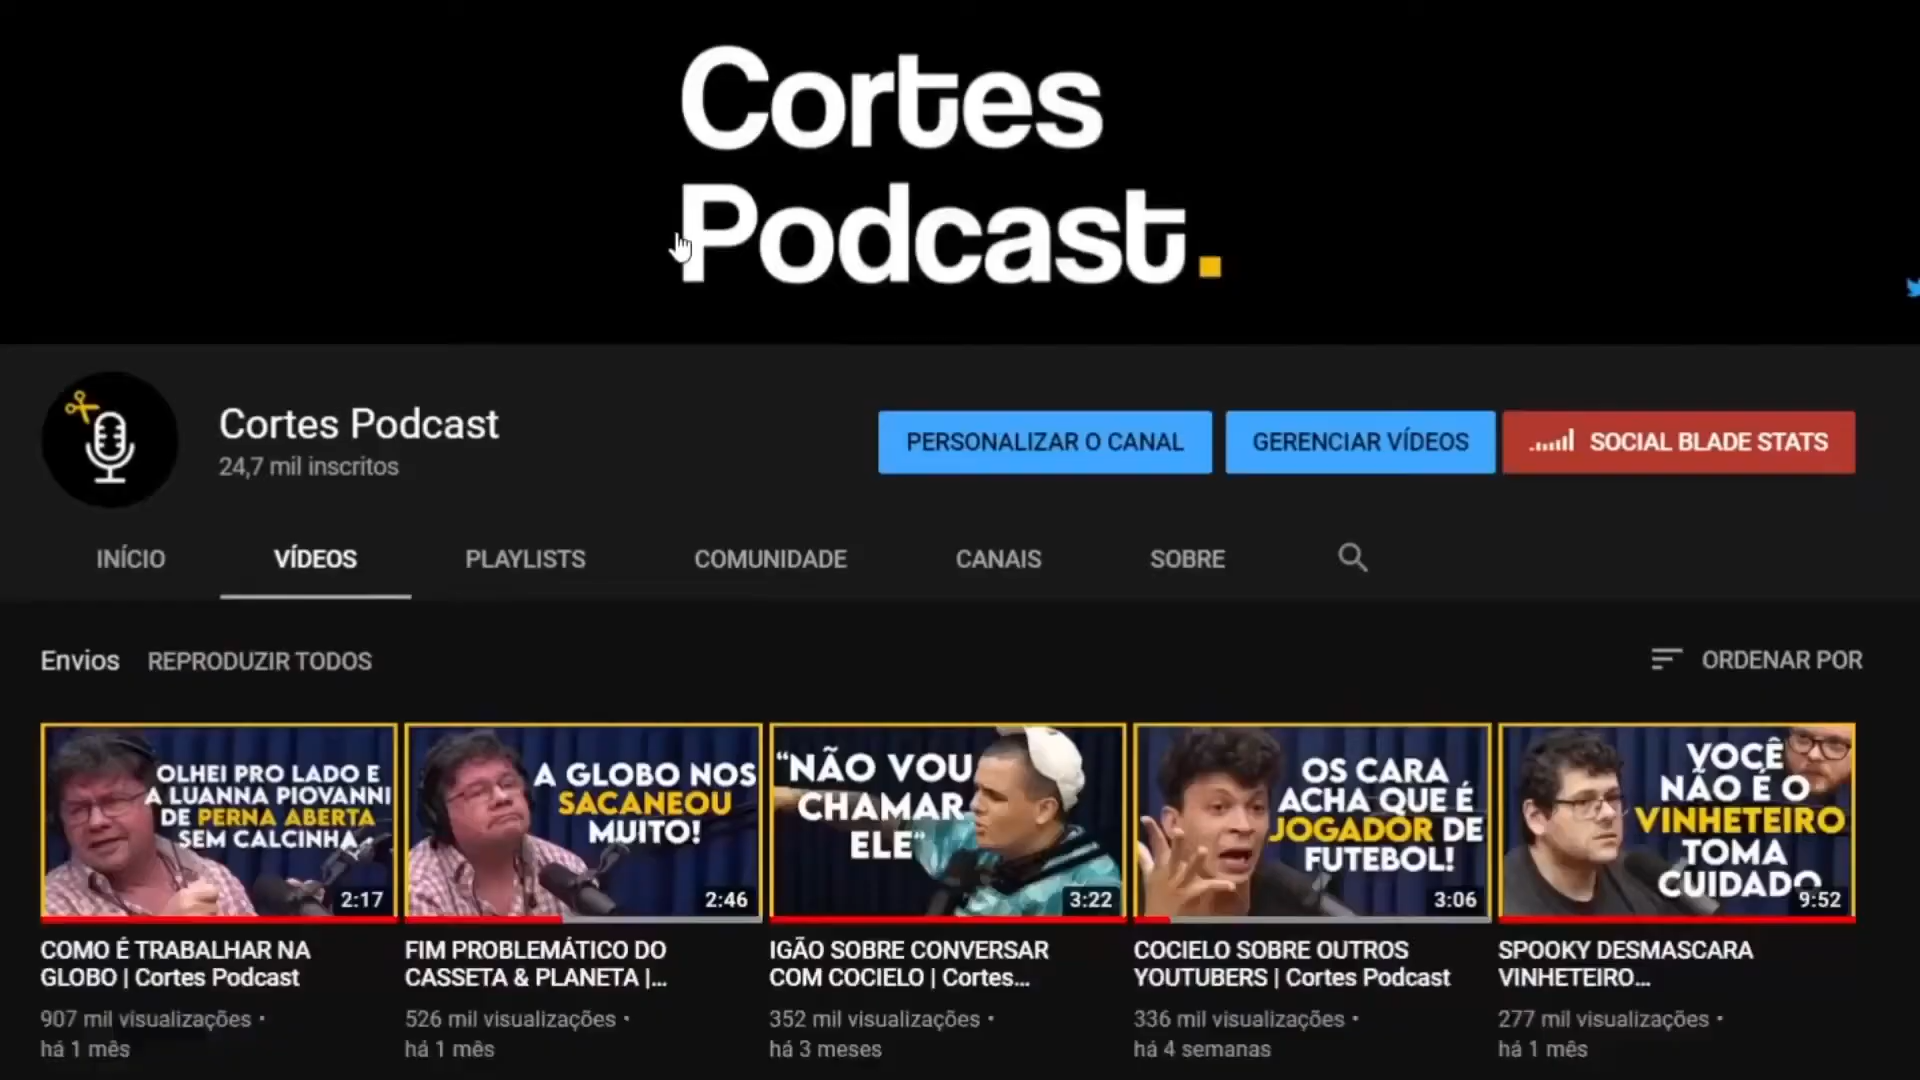 Cortes
Podcast.
Cortes Podcast
24,7 mil inscritos
PERSONALIZAR O CANAL
GERENCIAR VÍDEOS
SOCIAL BLADE STATS
INÍCIO
VÍDEOS
PLAYLISTS
COMUNIDADE
CANAIS
SOBRE
Envios
REPRODUZIR TODOS
ORDENAR POR
OLHEI PRO LADO E
A LUANNA PIOVANNI
DE PERNA ABERTA
SEM CALCINHA
2:17
A GLOBO NOS
SACANEOU
MUITO!
2:46
“NÃO VOU
CHAMAR
ELE“
3:22
OS CARA
ACHA QUE É
JOGADOR DE
FUTEBOL!
3:06
VOCÊ
NÃO É O
VINHETEIRO
TOMA
CUIDADO
9:52
COMO É TRABALHAR NA
GLOBO | Cortes Podcast
907 mil visualizações •
há 1 mês
FIM PROBLEMÁTICO DO
CASSETA & PLANETA |...
526 mil visualizações •
há 1 mês
IGÃO SOBRE CONVERSAR
COM COCIELO | Cortes...
352 mil visualizações •
há 3 meses
COCIELO SOBRE OUTROS
YOUTUBERS | Cortes Podcast
336 mil visualizações •
há 4 semanas
SPOOKY DESMASCARA
VINHETEIRO...
277 mil visualizações •
há 1 mês